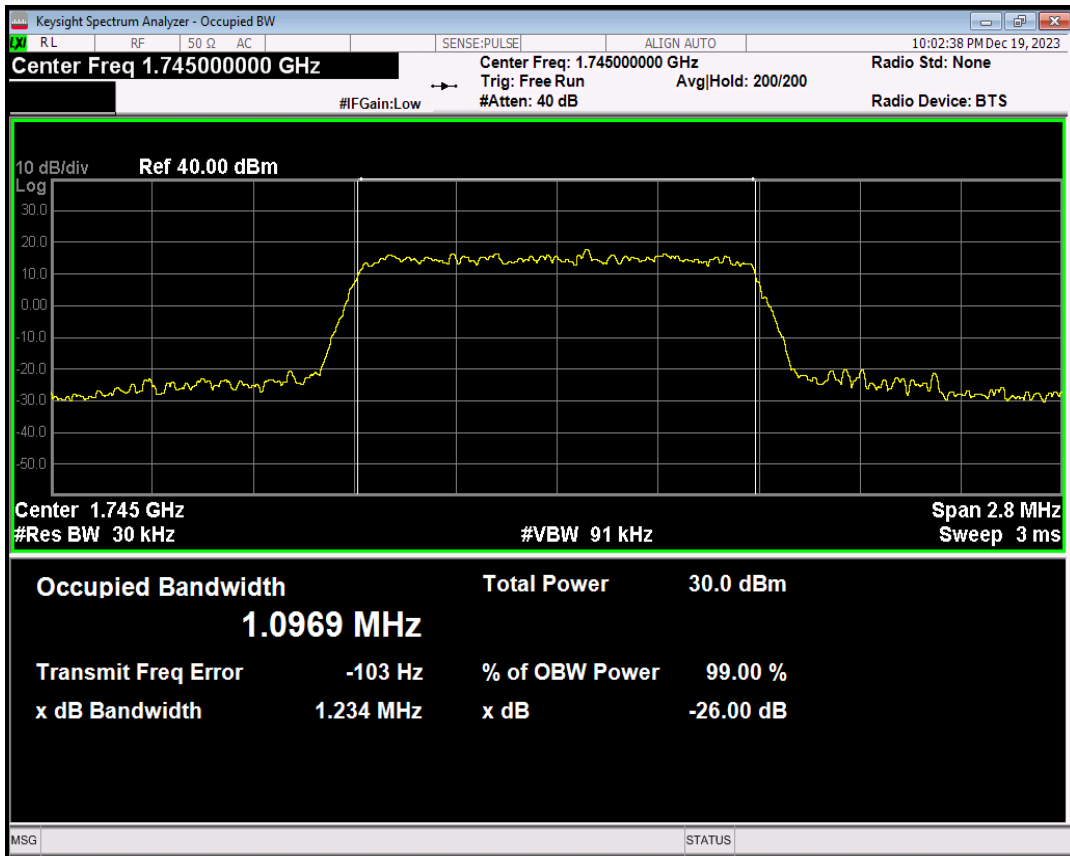 Keysight Spectrum Analyzer - Occupied BW
LXI RL RF 50 Ω AC SENSE:PULSE ALIGN AUTO 10:02:38 PM Dec 19, 2023
Center Freq 1.745000000 GHz Center Freq: 1.745000000 GHz Radio Std: None
Trig: Free Run Avg|Hold: 200/200
#IFGain:Low #Atten: 40 dB Radio Device: BTS
10 dB/div Ref 40.00 dBm
Log
30.0
20.0
10.0
0.00
-10.0
-20.0
-30.0
-40.0
-50.0
Center 1.745 GHz Span 2.8 MHz
#Res BW 30 kHz #VBW 91 kHz Sweep 3 ms
Occupied Bandwidth Total Power 30.0 dBm
1.0969 MHz
Transmit Freq Error -103 Hz % of OBW Power 99.00 %
x dB Bandwidth 1.234 MHz x dB -26.00 dB
MSG STATUS